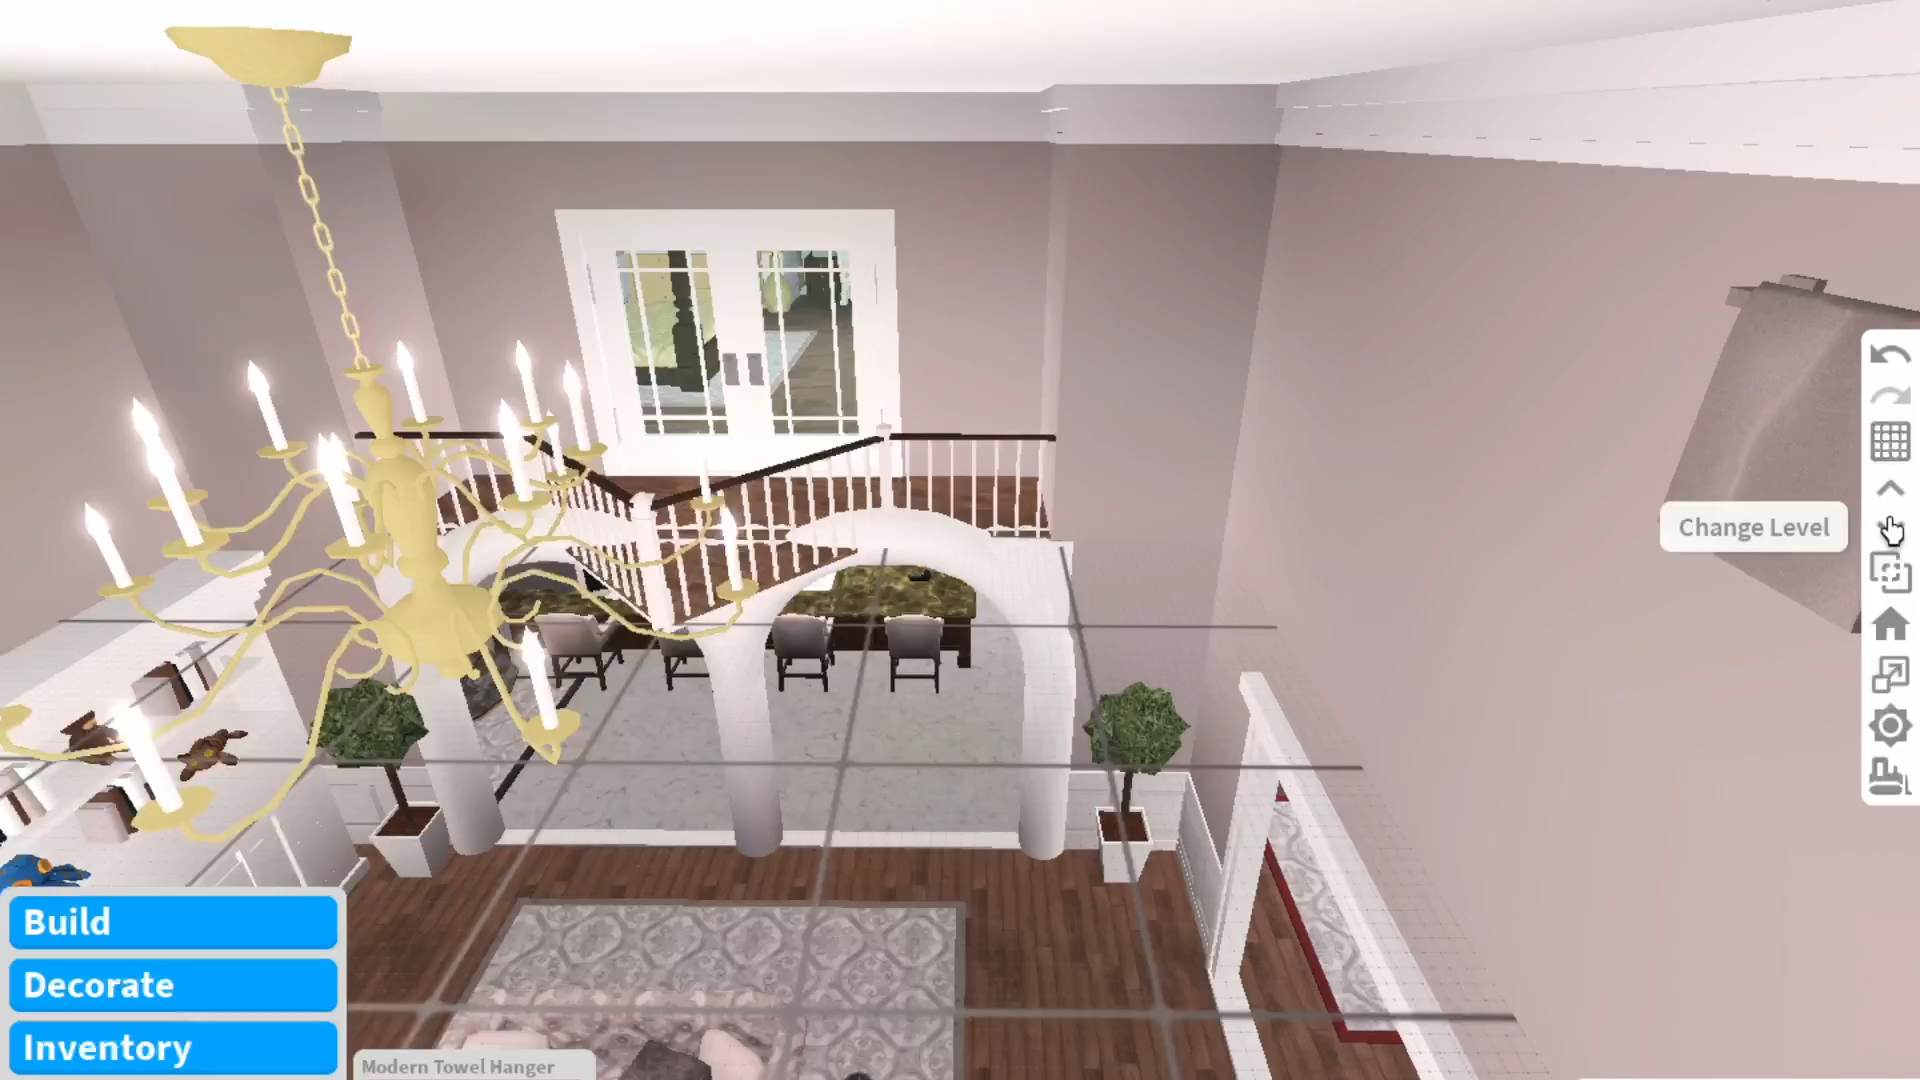 Change Level
Build
Decorate
Inventory
Modern Towel Hanger